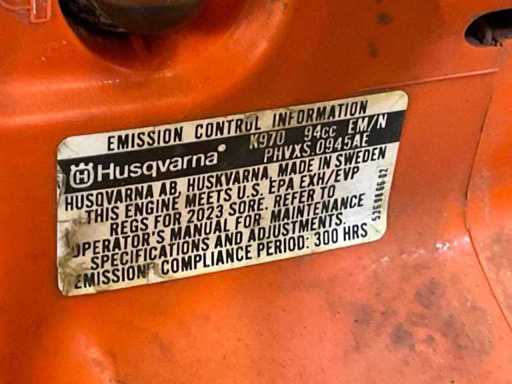 EMISSION CONTROL INFORMATION
Husqvarna®
K970 94cc EM/N
PHVXS.0945AE
HUSQVARNA AB, HUSKVARNA, MADE IN SWEDEN
THIS ENGINE MEETS U.S. EPA EXH/EVP
REGS FOR 2023 SORE. REFER TO
OPERATOR'S MANUAL FOR MAINTENANCE
SPECIFICATIONS AND ADJUSTMENTS.
EMISSION COMPLIANCE PERIOD: 300 HRS